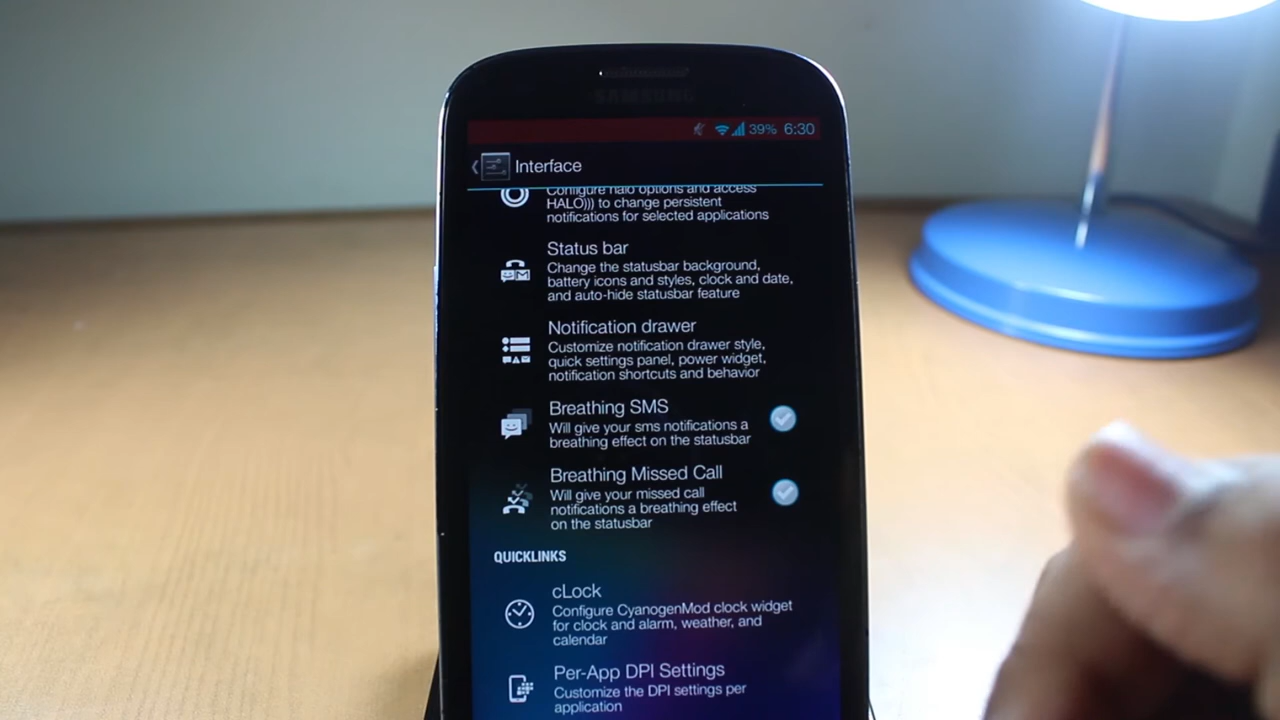 SAMSUNG
39% 6:30
Interface
Configure halo options and access
HALO))) to change persistent
notifications for selected applications
Status bar
Change the statusbar background,
battery icons and styles, clock and date,
and auto-hide statusbar feature
Notification drawer
Customize notification drawer style,
quick settings panel, power widget,
notification shortcuts and behavior
Breathing SMS
Will give your sms notifications a
breathing effect on the statusbar
Breathing Missed Call
Will give your missed call
notifications a breathing effect
on the statusbar
QUICKLINKS
cLock
Configure CyanogenMod clock widget
for clock and alarm, weather, and
calendar
Per-App DPI Settings
Customize the DPI settings per
application